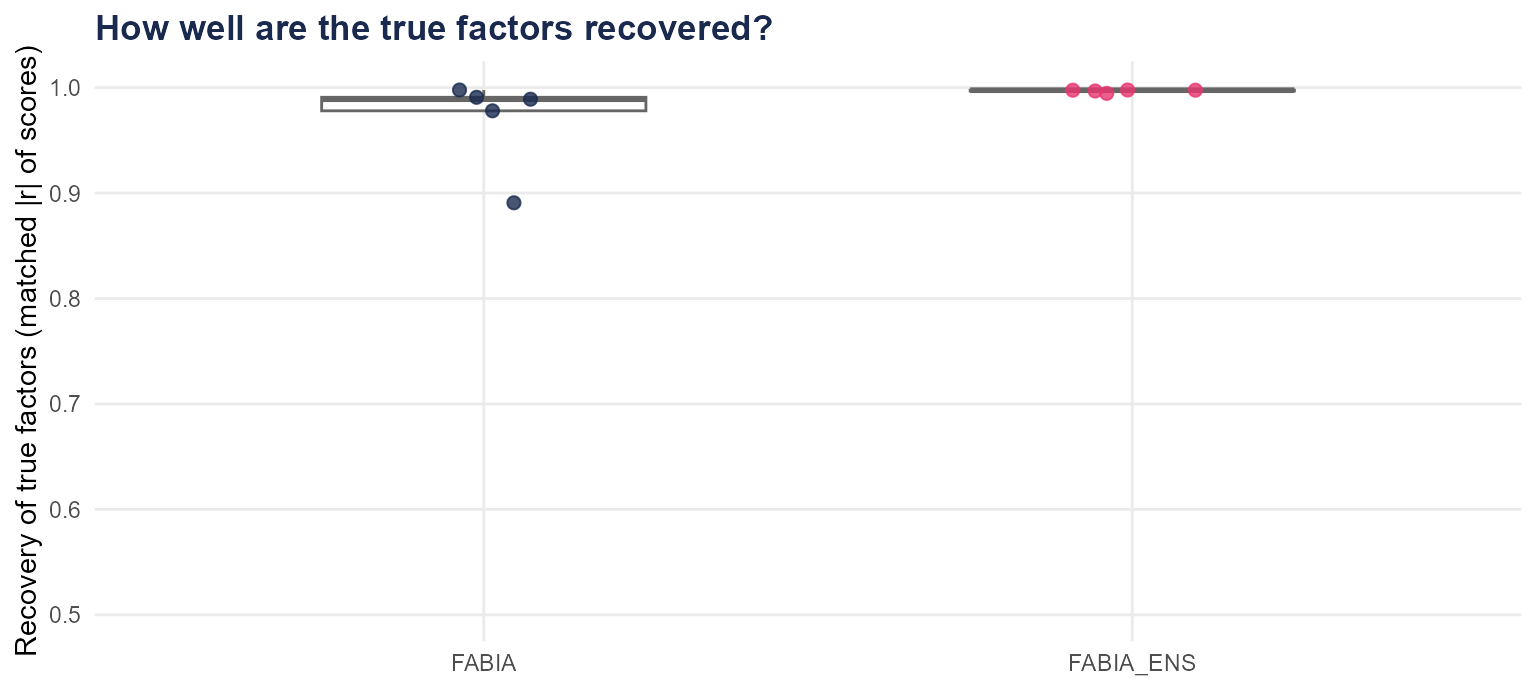 How well are the true factors recovered?
Recovery of true factors (matched |r| of scores)
1.0
0.9
0.8
0.7
0.6
0.5
FABIA
FABIA_ENS